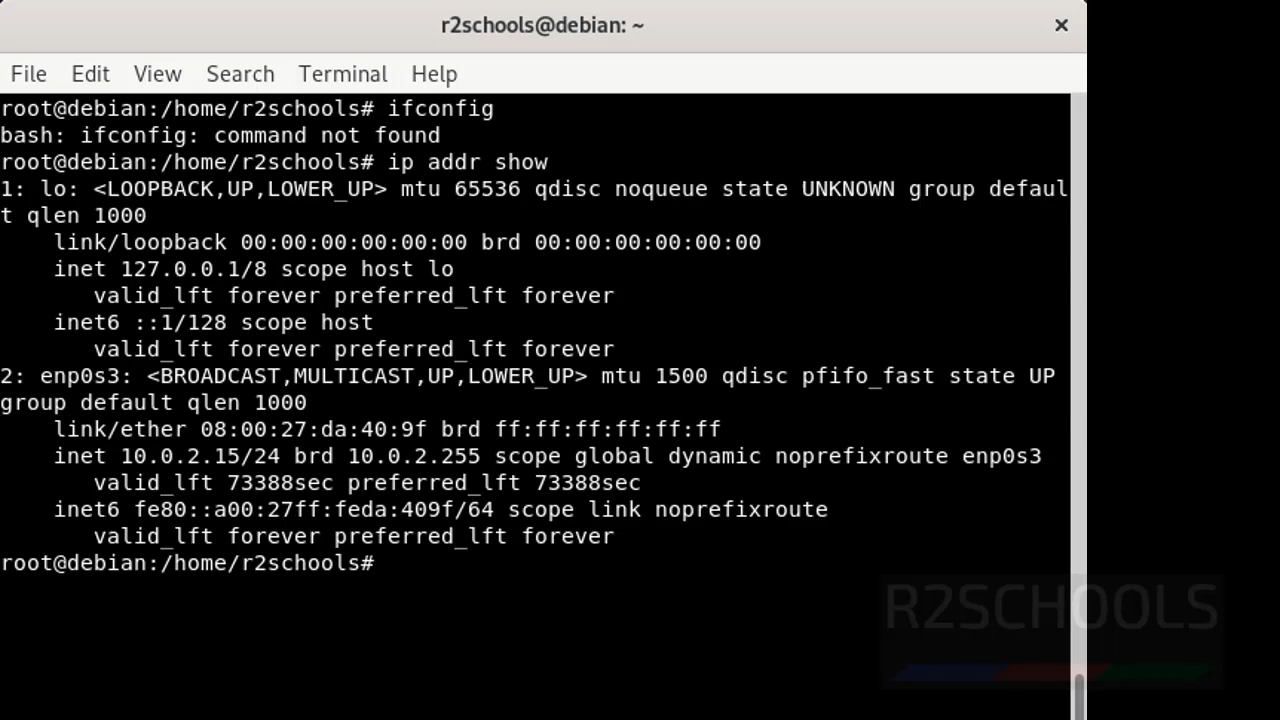 r2schools@debian: ~
×
File Edit View Search Terminal Help
root@debian:/home/r2schools# ifconfig
bash: ifconfig: command not found
root@debian:/home/r2schools# ip addr show
1: lo: <LOOPBACK,UP,LOWER_UP> mtu 65536 qdisc noqueue state UNKNOWN group defaul
t qlen 1000
    link/loopback 00:00:00:00:00:00 brd 00:00:00:00:00:00
    inet 127.0.0.1/8 scope host lo
       valid_lft forever preferred_lft forever
    inet6 ::1/128 scope host
       valid_lft forever preferred_lft forever
2: enp0s3: <BROADCAST,MULTICAST,UP,LOWER_UP> mtu 1500 qdisc pfifo_fast state UP
group default qlen 1000
    link/ether 08:00:27:da:40:9f brd ff:ff:ff:ff:ff:ff
    inet 10.0.2.15/24 brd 10.0.2.255 scope global dynamic noprefixroute enp0s3
       valid_lft 73388sec preferred_lft 73388sec
    inet6 fe80::a00:27ff:feda:409f/64 scope link noprefixroute
       valid_lft forever preferred_lft forever
root@debian:/home/r2schools#
R2SCHOOLS